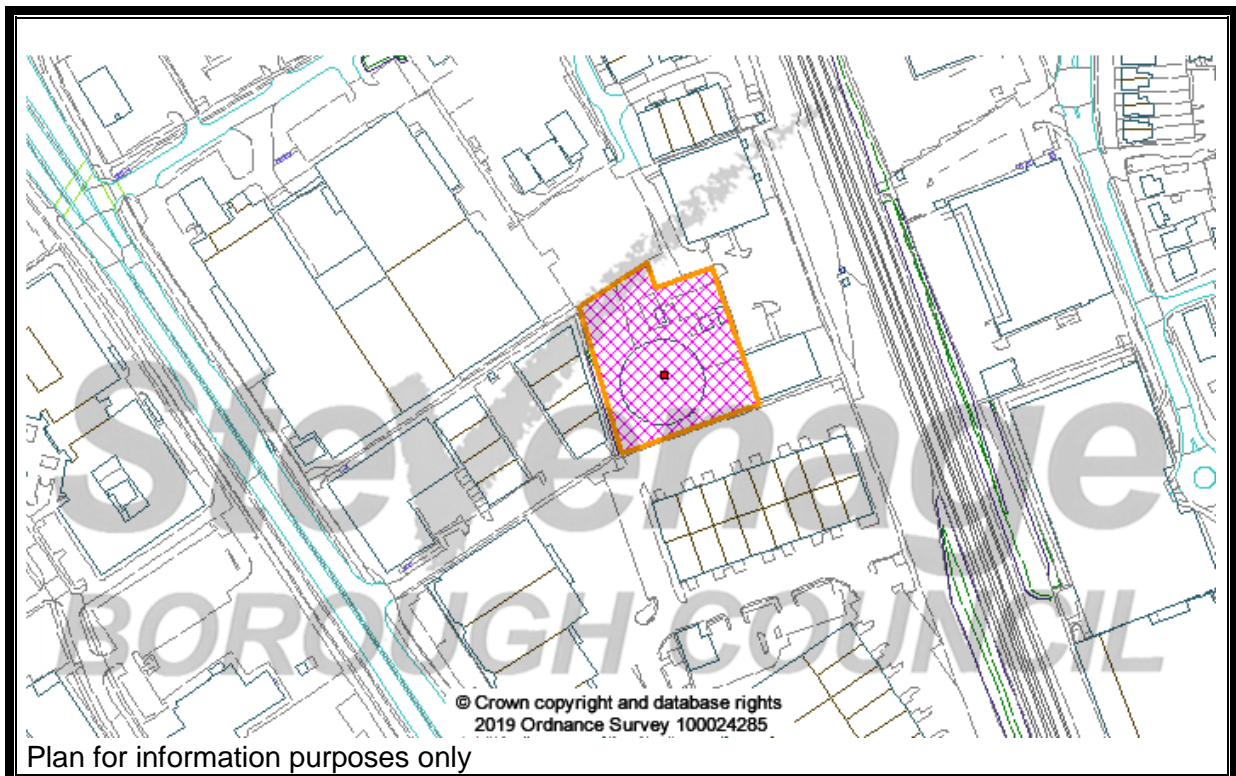 Stevenage
BOROUGH COUNCIL
© Crown copyright and database rights
2019 Ordnance Survey 100024285
Plan for information purposes only